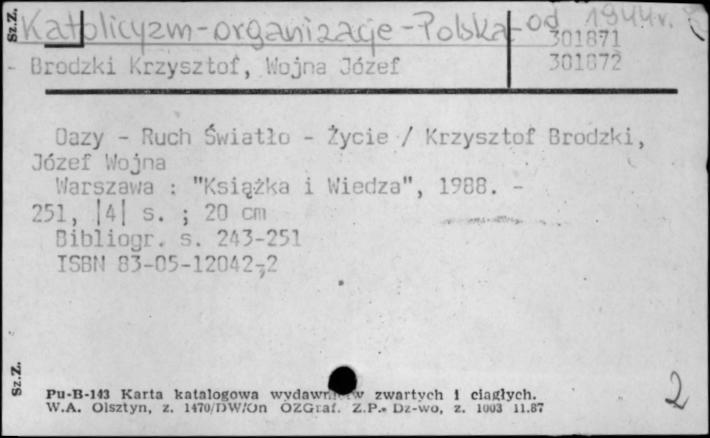 Sz.Z.
Katolicyzm-organizacje-Polska-od 1944r.
301871
Brodzki Krzysztof, Wojna Józef 301872
Oazy - Ruch Światło - Życie / Krzysztof Brodzki,
Józef Wojna
Warszawa : "Książka i Wiedza", 1988. -
251, |4| s. ; 20 cm
Bibliogr. s. 243-251
ISBN 83-05-12042-2
Sz.Z.
Pu-B-143 Karta katalogowa wydawnictw zwartych i ciągłych.
W.A. Olsztyn, z. 1470/DW/On OZGraf. Z.P. Dz-wo, z. 1003 11.87
2